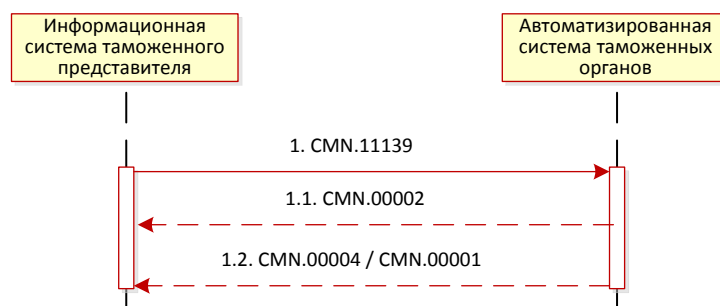 Информационная
система таможенного
представителя
Автоматизированная
система таможенных
органов
1. CMN.11139
1.1. CMN.00002
1.2. CMN.00004 / CMN.00001